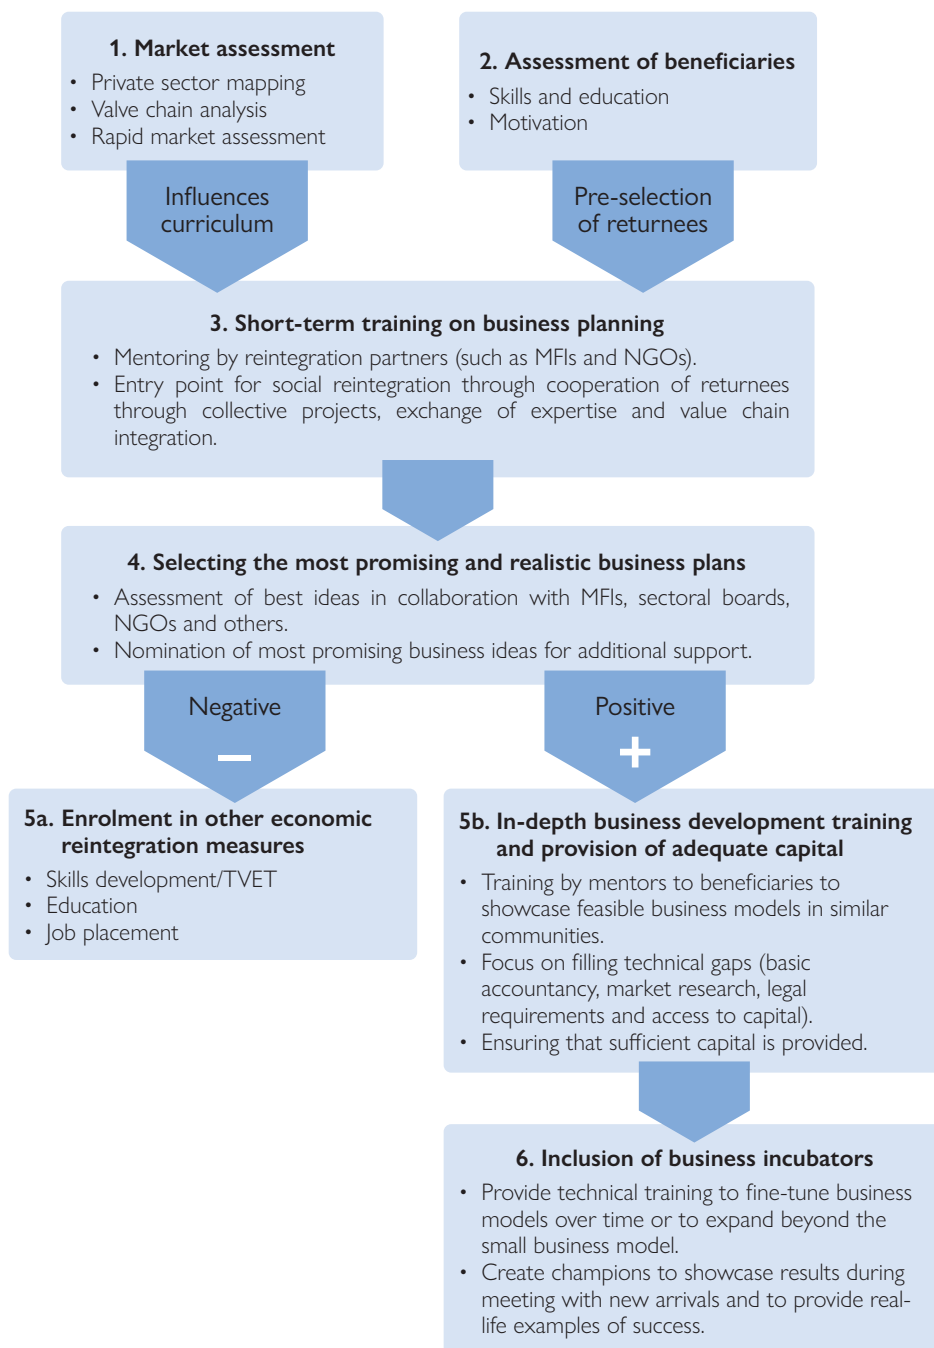 1. Market assessment
• Private sector mapping
• Valve chain analysis
• Rapid market assessment
2. Assessment of beneficiaries
• Skills and education
• Motivation
Influences
curriculum
Pre-selection
of returnees
3. Short-term training on business planning
• Mentoring by reintegration partners (such as MFIs and NGOs).
• Entry point for social reintegration through cooperation of returnees
through collective projects, exchange of expertise and value chain
integration.
4. Selecting the most promising and realistic business plans
• Assessment of best ideas in collaboration with MFIs, sectoral boards,
NGOs and others.
• Nomination of most promising business ideas for additional support.
Negative
–
Positive
+
5a. Enrolment in other economic
reintegration measures
• Skills development/TVET
• Education
• Job placement
5b. In-depth business development training
and provision of adequate capital
• Training by mentors to beneficiaries to
showcase feasible business models in similar
communities.
• Focus on filling technical gaps (basic
accountancy, market research, legal
requirements and access to capital).
• Ensuring that sufficient capital is provided.
6. Inclusion of business incubators
• Provide technical training to fine-tune business
models over time or to expand beyond the
small business model.
• Create champions to showcase results during
meeting with new arrivals and to provide real-
life examples of success.